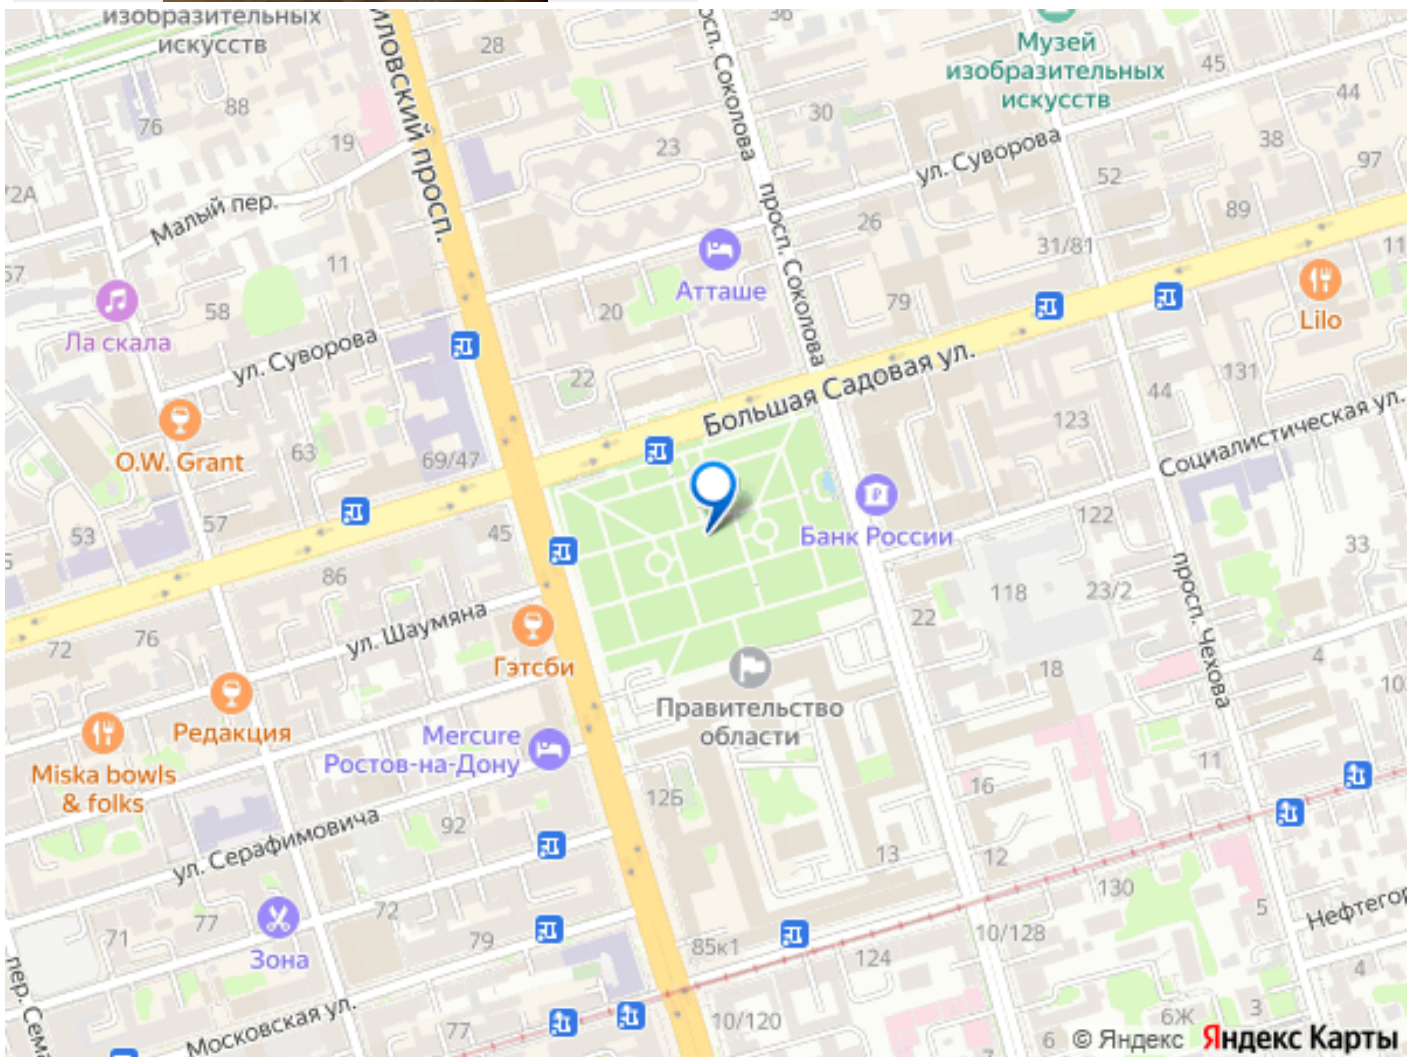 изобразительных
искусств
иловский просп.
28
осп. Соколова
36
Музей
изобразительных
искусств
45
44
88
76
19
30
38
97
23
ул. Суворова
52
72А
Малый пер.
просп. Соколова
26
89
31/81
11
57
11
Атташе
79
58
20
Lilo
Ла скала
ул. Суворова
22
Большая Садовая ул.
131
44
Социалистическая ул.
123
O.W. Grant
63
69/47
57
53
45
Банк России
122
33
86
118
23/2
просп. Чехова
ул. Шаумяна
22
76
72
Гэтсби
18
4
10
Правительство
области
Редакция
Mercure
Ростов-на-Дону
Miska bowls
& folks
11
16
12Б
92
ул. Серафимовича
13
12
130
5
Нефтегор
77
72
71
79
Зона
85к1
124
10/128
4
пер. Сема
Московская ул.
77
10/120
6
6Ж
3
© Яндекс Яндекс Карты